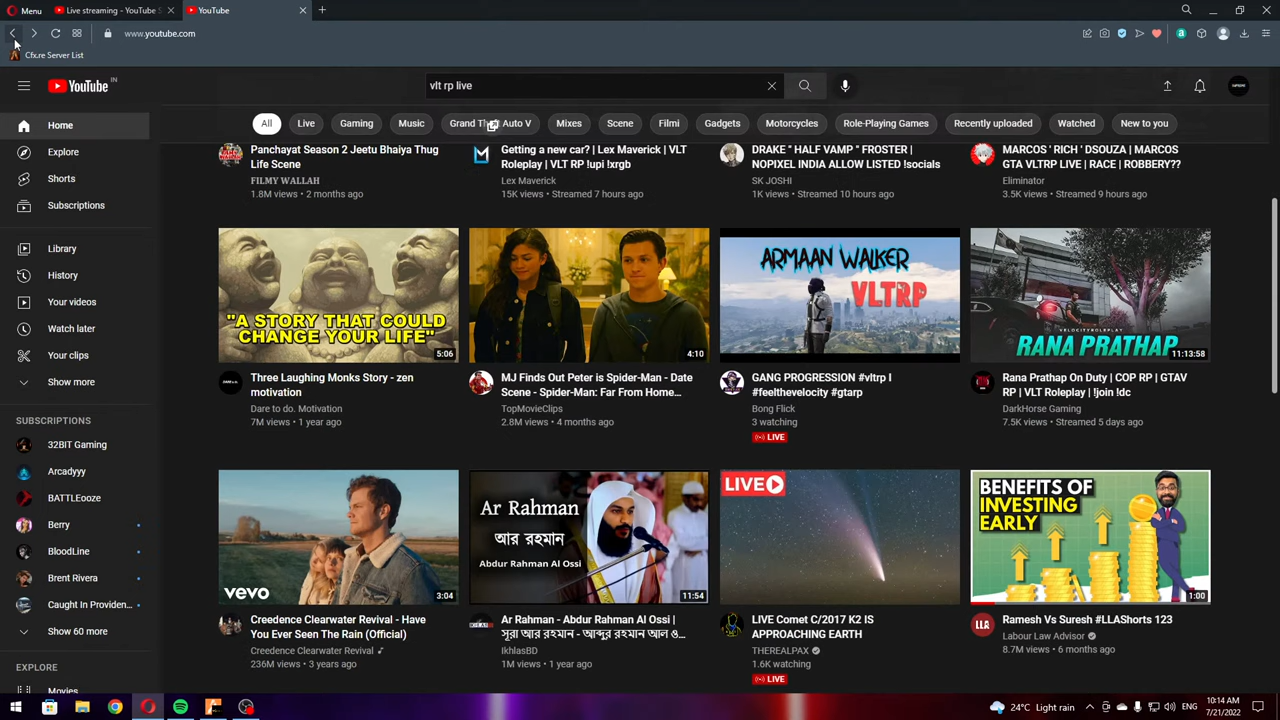 Menu
Live streaming - YouTube S
YouTube
www.youtube.com
Cfx.re Server List
YouTube IN
vlt rp live
Home
Explore
Shorts
Subscriptions
Library
History
Your videos
Watch later
Your clips
Show more
SUBSCRIPTIONS
32BIT Gaming
Arcadyyy
BATTLEooze
Berry
BloodLine
Brent Rivera
Caught In Providen...
Show 60 more
EXPLORE
Movies
All
Live
Gaming
Music
Grand Theft Auto V
Mixes
Scene
Filmi
Gadgets
Motorcycles
Role-Playing Games
Recently uploaded
Watched
New to you
Panchayat Season 2 Jeetu Bhaiya Thug
Life Scene
FILMY WALLAH
1.8M views • 2 months ago
Getting a new car? | Lex Maverick | VLT
Roleplay | VLT RP !upi !xrgb
Lex Maverick
15K views • Streamed 7 hours ago
DRAKE " HALF VAMP " FROSTER |
NOPIXEL INDIA ALLOW LISTED !socials
SK JOSHI
1K views • Streamed 10 hours ago
MARCOS ' RICH ' DSOUZA | MARCOS
GTA VLTRP LIVE | RACE | ROBBERY??
Eliminator
3.5K views • Streamed 9 hours ago
"A STORY THAT COULD
CHANGE YOUR LIFE"
5:06
Three Laughing Monks Story - zen
motivation
Dare to do. Motivation
7M views • 1 year ago
4:10
MJ Finds Out Peter is Spider-Man - Date
Scene - Spider-Man: Far From Home...
TopMovieClips
2.8M views • 4 months ago
ARMAAN WALKER
VLTRP
GANG PROGRESSION #vltrp I
#feelthevelocity #gtarp
Bong Flick
3 watching
LIVE
VELOCITYROLEPLAY
RANA PRATHAP
11:13:58
Rana Prathap On Duty | COP RP | GTAV
RP | VLT Roleplay | !join !dc
DarkHorse Gaming
7.5K views • Streamed 5 days ago
vevo
3:04
Creedence Clearwater Revival - Have
You Ever Seen The Rain (Official)
Creedence Clearwater Revival
236M views • 3 years ago
Ar Rahman
আর রহমান
Abdur Rahman Al Ossi
11:54
Ar Rahman - Abdur Rahman Al Ossi |
সূরা আর রহমান - আব্দুর রহমান আল ও...
IkhlasBD
1M views • 1 year ago
LIVE
LIVE Comet C/2017 K2 IS
APPROACHING EARTH
THEREALPAX
1.6K watching
LIVE
BENEFITS OF
INVESTING
EARLY
1:00
LLA
Ramesh Vs Suresh #LLAShorts 123
Labour Law Advisor
8.7M views • 6 months ago
24°C Light rain
ENG
10:14 AM
7/21/2022